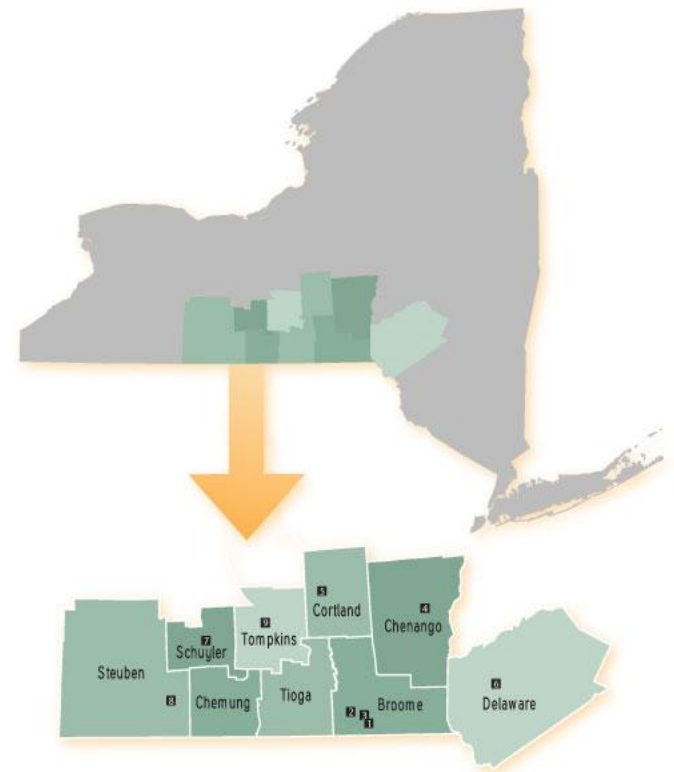 5
Cortland
4
Chenango
9
Tompkins
7
Schuyler
Steuben
8
Chemung
Tioga
2
3
1
Broome
6
Delaware